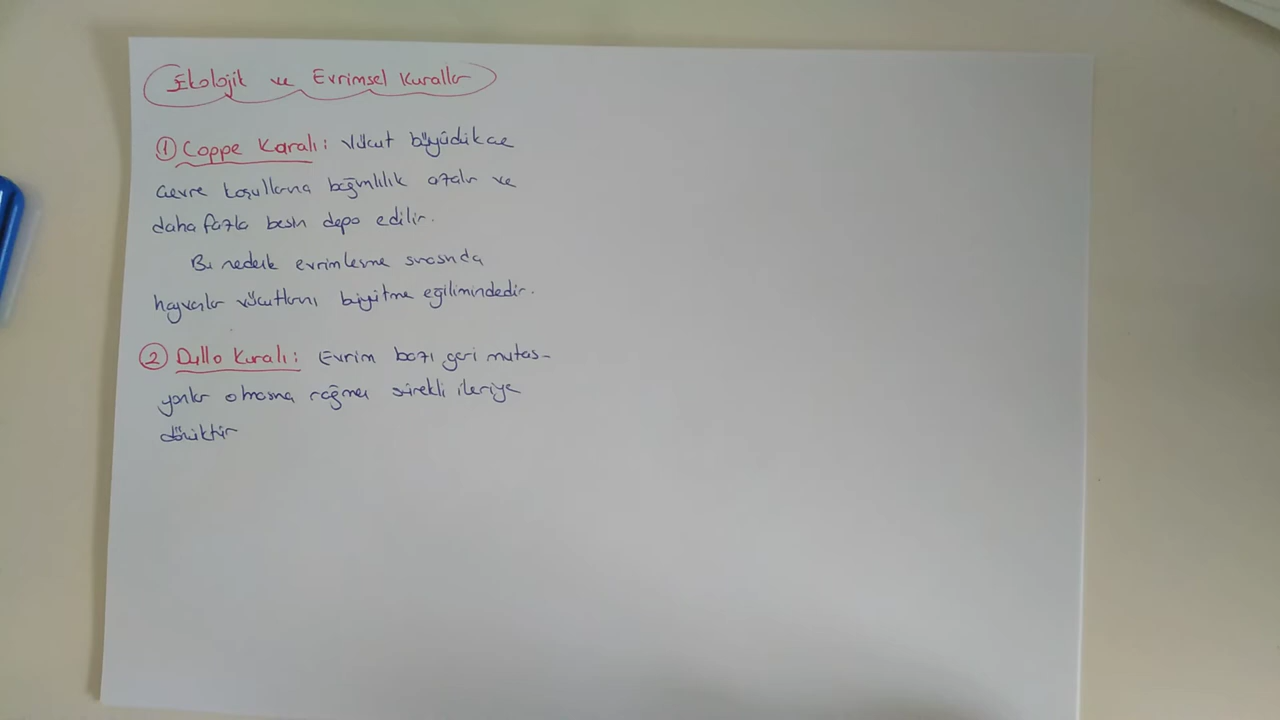 Ekolojik ve Evrimsel Kurallar
① Coppe Kuralı: Vücut büyüdükçe
çevre koşullarına bağımlılık azalır ve
daha fazla besin depo edilir.
Bu nedenle evrimleşme sırasında
hayvanlar vücutlarını büyütme eğilimindedir.
② Dollo Kuralı: Evrim bazı geri mutas-
yonlar olmasına rağmen sürekli ileriye
dönüktür